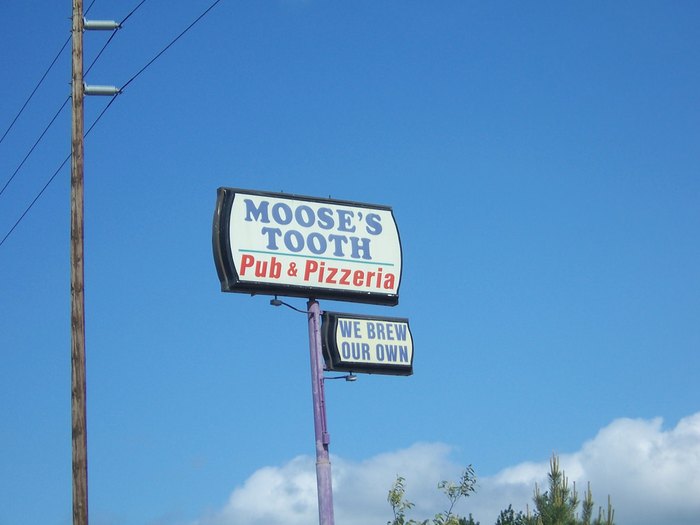 MOOSE'S
TOOTH
Pub & Pizzeria
WE BREW
OUR OWN